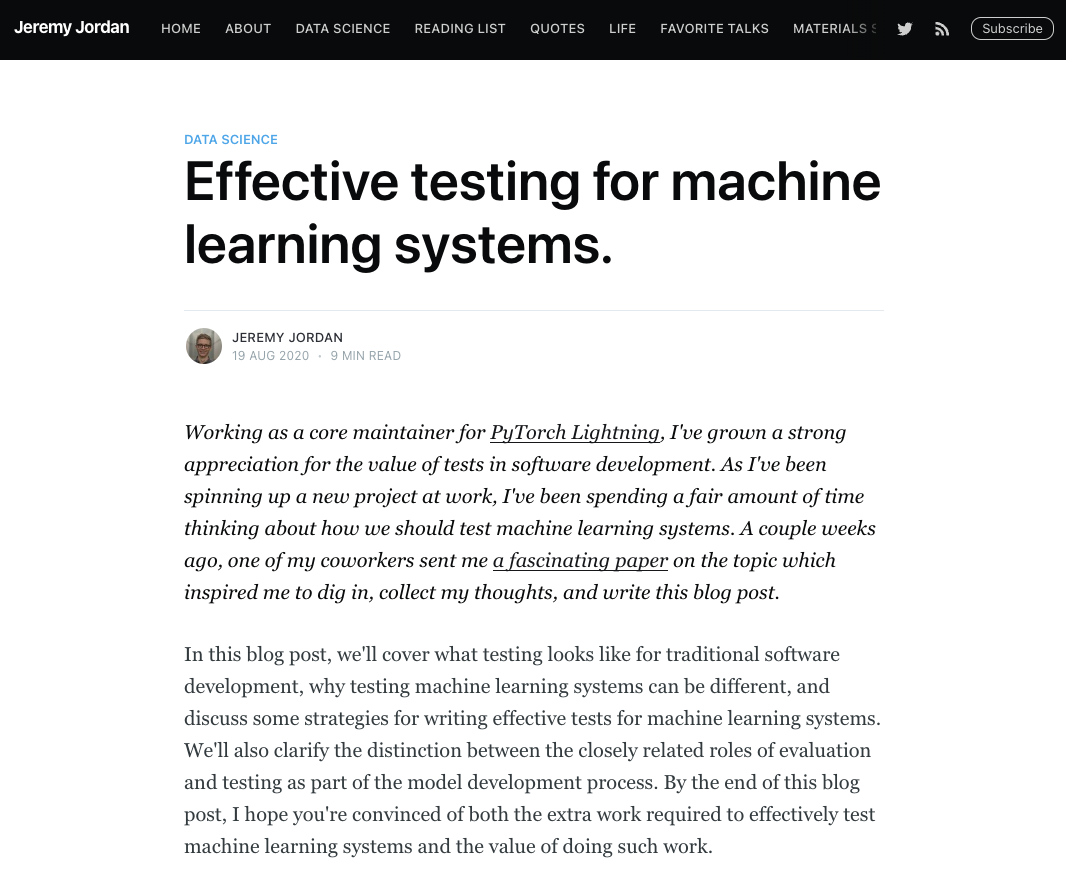 Jeremy Jordan HOME ABOUT DATA SCIENCE READING LIST QUOTES LIFE FAVORITE TALKS MATERIALS S Subscribe
DATA SCIENCE
Effective testing for machine
learning systems.
JEREMY JORDAN
19 AUG 2020 • 9 MIN READ
Working as a core maintainer for PyTorch Lightning, I've grown a strong
appreciation for the value of tests in software development. As I've been
spinning up a new project at work, I've been spending a fair amount of time
thinking about how we should test machine learning systems. A couple weeks
ago, one of my coworkers sent me a fascinating paper on the topic which
inspired me to dig in, collect my thoughts, and write this blog post.
In this blog post, we'll cover what testing looks like for traditional software
development, why testing machine learning systems can be different, and
discuss some strategies for writing effective tests for machine learning systems.
We'll also clarify the distinction between the closely related roles of evaluation
and testing as part of the model development process. By the end of this blog
post, I hope you're convinced of both the extra work required to effectively test
machine learning systems and the value of doing such work.